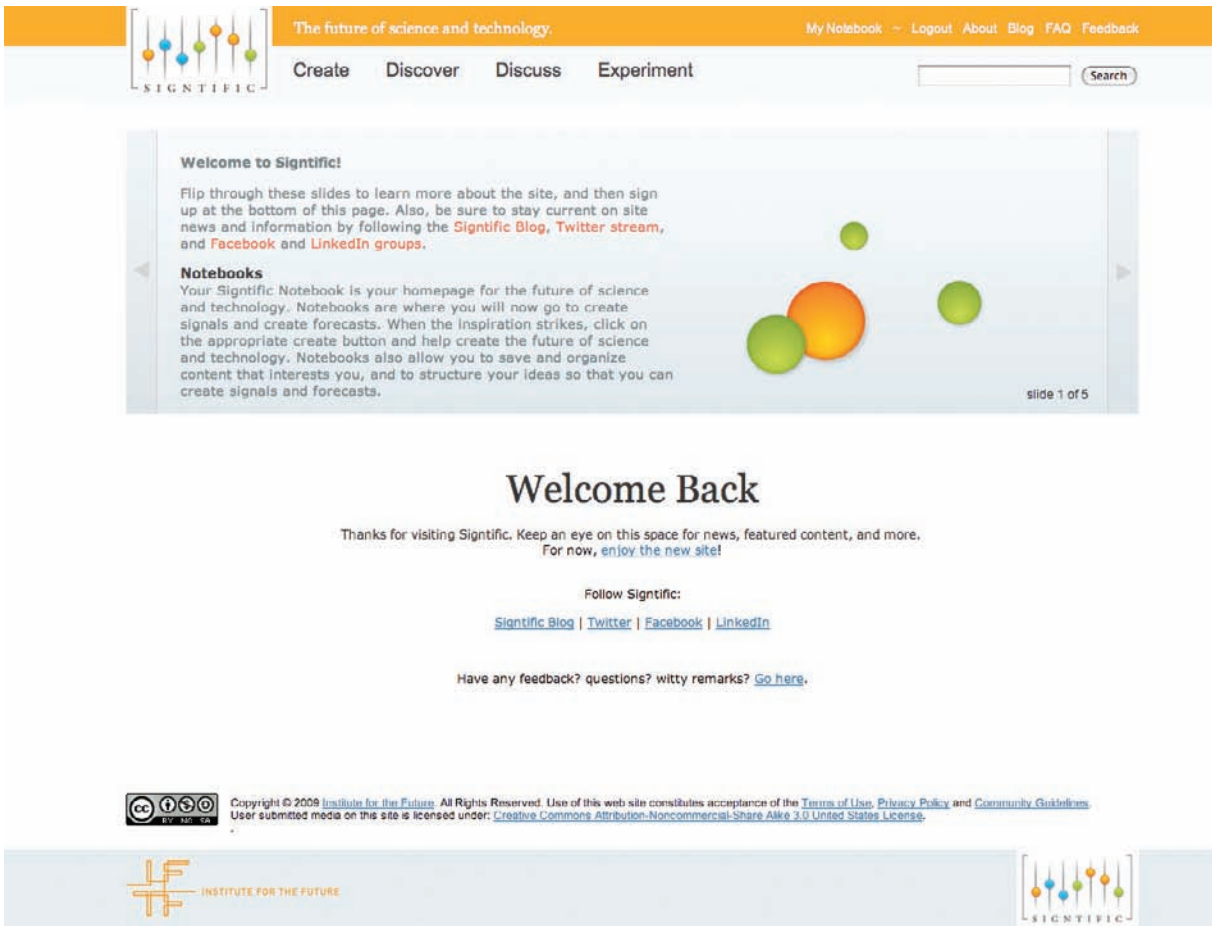 The future of science and technology.
My Notebook ~ Logout About Blog FAQ Feedback
SIGNTIFIC
Create Discover Discuss Experiment
Search
Welcome to Signtific!
Flip through these slides to learn more about the site, and then sign
up at the bottom of this page. Also, be sure to stay current on site
news and information by following the Signtific Blog, Twitter stream,
and Facebook and LinkedIn groups.
Notebooks
Your Signtific Notebook is your homepage for the future of science
and technology. Notebooks are where you will now go to create
signals and create forecasts. When the inspiration strikes, click on
the appropriate create button and help create the future of science
and technology. Notebooks also allow you to save and organize
content that interests you, and to structure your ideas so that you can
create signals and forecasts.
slide 1 of 5
Welcome Back
Thanks for visiting Signtific. Keep an eye on this space for news, featured content, and more.
For now, enjoy the new site!
Follow Signtific:
Signtific Blog | Twitter | Facebook | LinkedIn
Have any feedback? questions? witty remarks? Go here.
cc
BY NC SA
Copyright © 2009 Institute for the Future. All Rights Reserved. Use of this web site constitutes acceptance of the Terms of Use, Privacy Policy and Community Guidelines.
User submitted media on this site is licensed under: Creative Commons Attribution-Noncommercial-Share Alike 3.0 United States License.
.
INSTITUTE FOR THE FUTURE
SIGNTIFIC